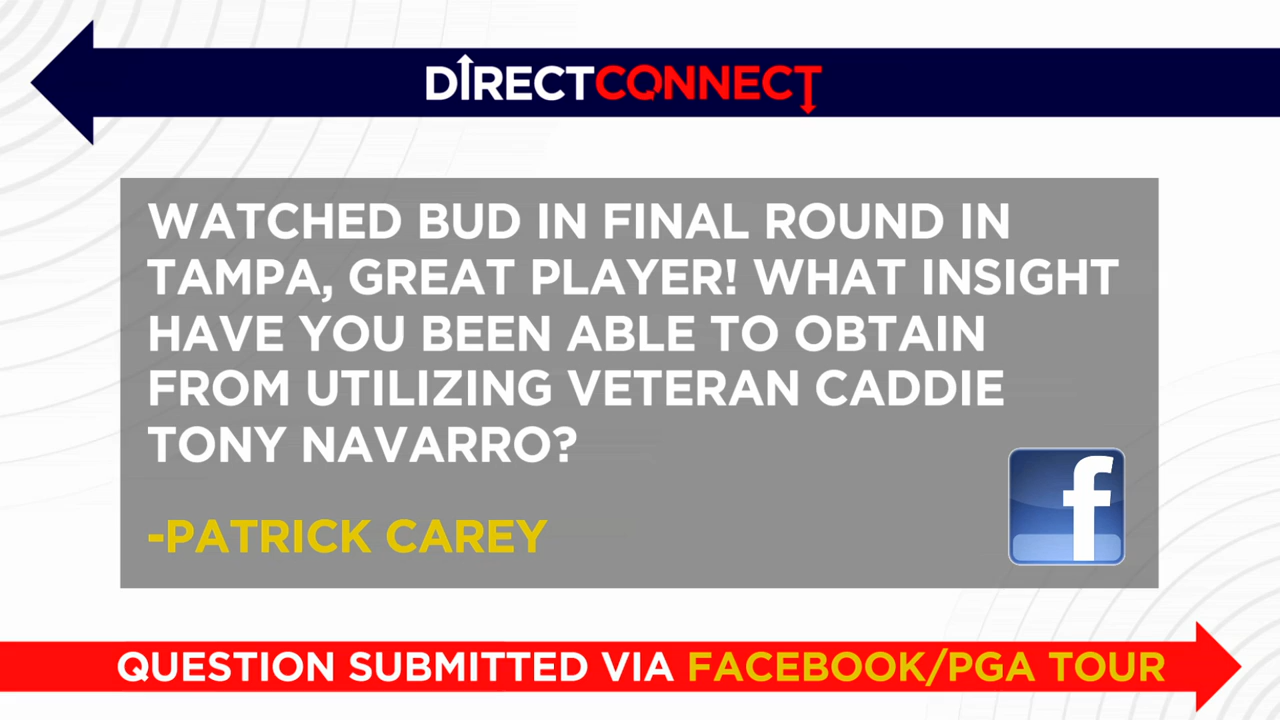 DIRECTCONNECT
WATCHED BUD IN FINAL ROUND IN
TAMPA, GREAT PLAYER! WHAT INSIGHT
HAVE YOU BEEN ABLE TO OBTAIN
FROM UTILIZING VETERAN CADDIE
TONY NAVARRO?
-PATRICK CAREY
f
QUESTION SUBMITTED VIA FACEBOOK/PGA TOUR